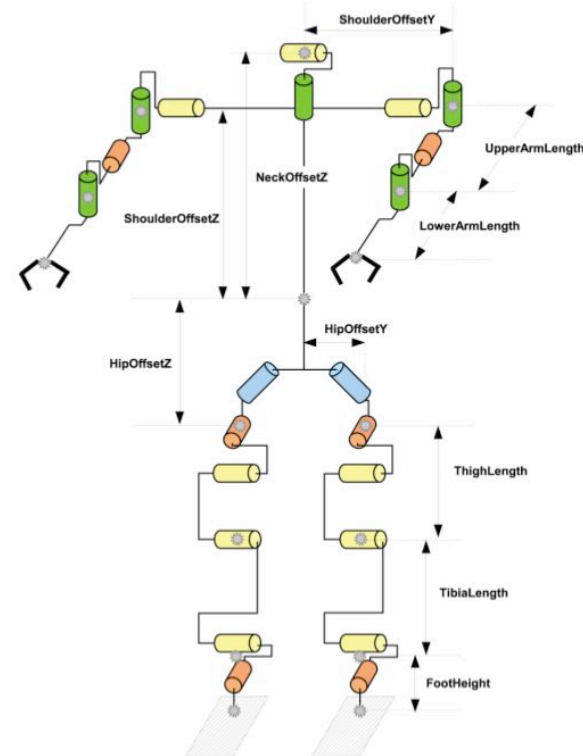 ShoulderOffsetY
UpperArmLength
NeckOffsetZ
ShoulderOffsetZ
LowerArmLength
HipOffsetY
HipOffsetZ
ThighLength
TibiaLength
FootHeight